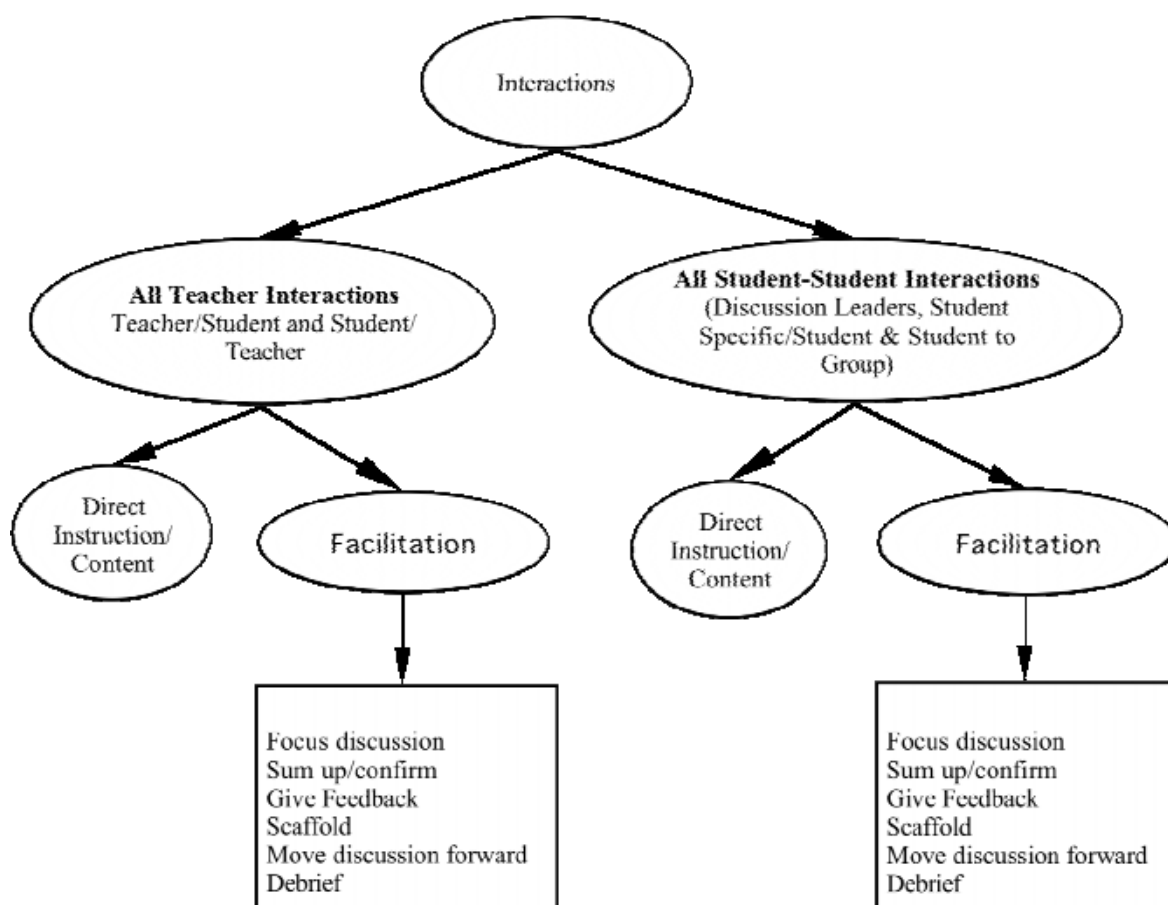 Interactions
All Teacher Interactions
Teacher/Student and Student/
Teacher
All Student-Student Interactions
(Discussion Leaders, Student
Specific/Student & Student to
Group)
Direct
Instruction/
Content
Facilitation
Direct
Instruction/
Content
Facilitation
Focus discussion
Sum up/confirm
Give Feedback
Scaffold
Move discussion forward
Debrief
Focus discussion
Sum up/confirm
Give Feedback
Scaffold
Move discussion forward
Debrief